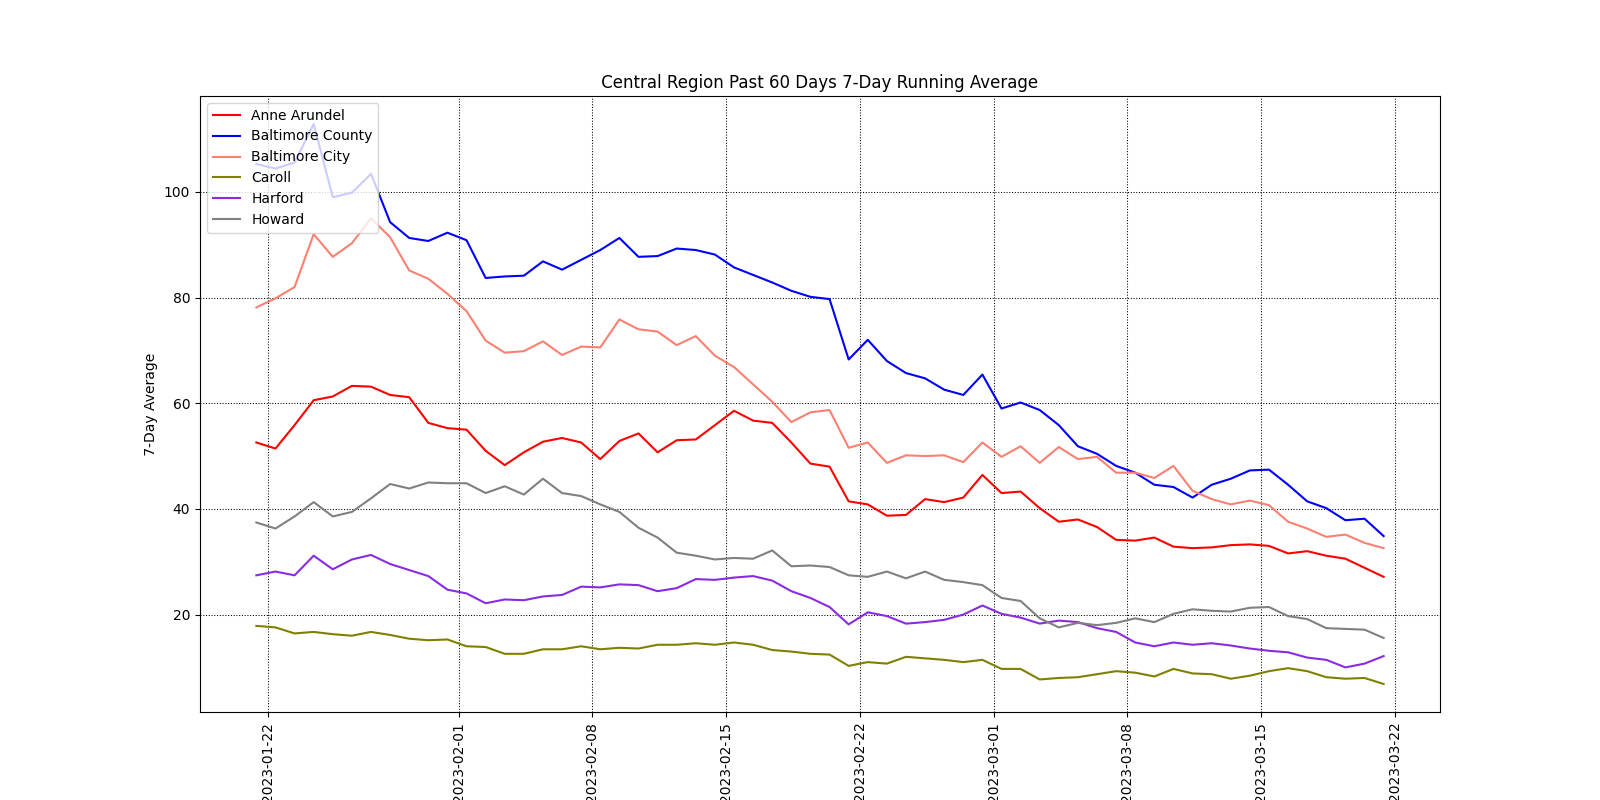 Central Region Past 60 Days 7-Day Running Average
Anne Arundel
Baltimore County
Baltimore City
Caroll
Harford
Howard
7-Day Average
100
80
60
40
20
2023-01-22
2023-02-01
2023-02-08
2023-02-15
2023-02-22
2023-03-01
2023-03-08
2023-03-15
2023-03-22